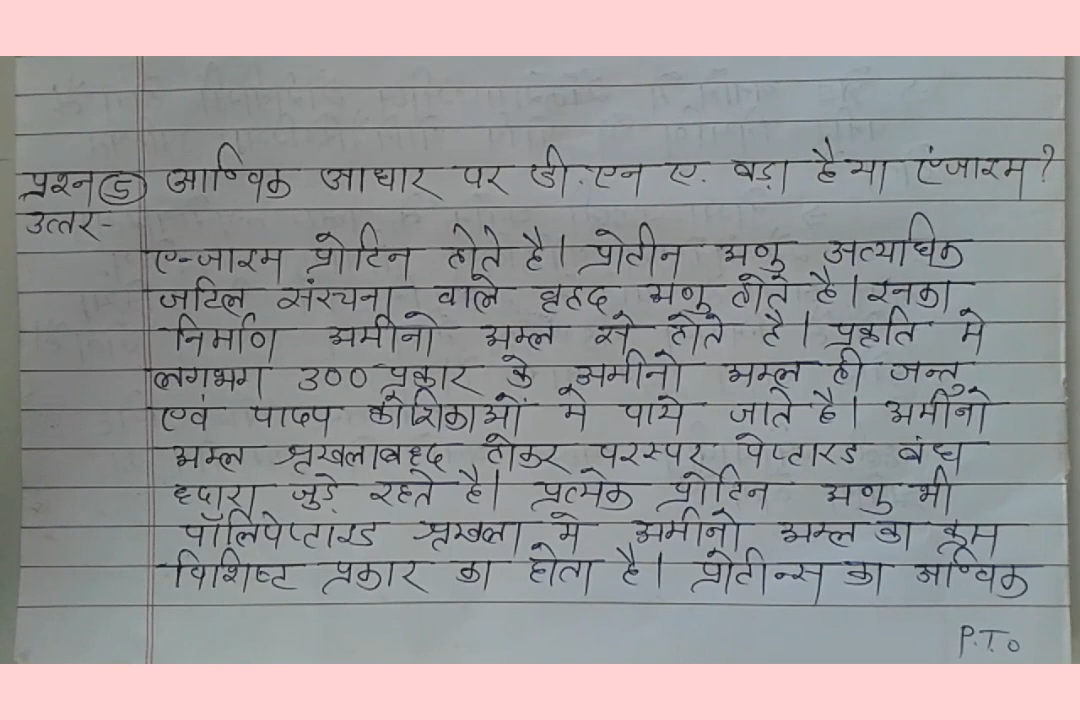 प्रश्न (5) आण्विक आधार पर डी.एन ए. बड़ा है या एंजाइम?
उत्तर-
एन्जाइम प्रोटिन होते है। प्रोटीन अणु अत्याधिक
जटिल संरचना वाले वृहद अणु होते है। इनका
निर्माण अमीनो अम्ल से होते है। प्रकृति मे
लगभग 300 प्रकार के अमीनो अम्ल ही जन्तु
एवं पादप कोशिकाओं मे पाये जाते है। अमीनो
अम्ल श्रृखलाबद्द होकर परस्पर पेप्टाइड बंध
द्दारा जुड़े रहते है। प्रत्येक प्रोटिन अणु भी
पॉलिपेप्टाइड श्रृखला मे अमीनो अम्ल का क्रम
विशिष्ट प्रकार का होता है। प्रोटीन्स का आण्विक
P.T.O